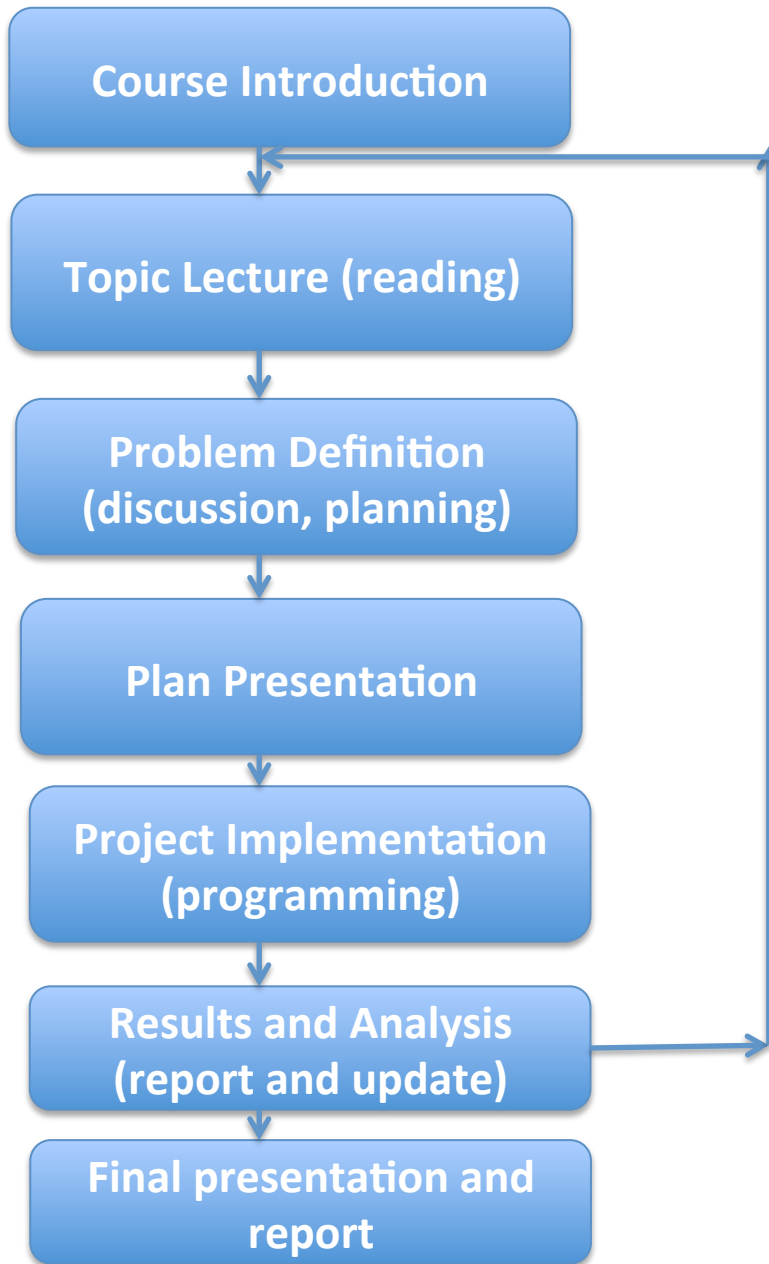 Course Introduction
Topic Lecture (reading)
Problem Definition
(discussion, planning)
Plan Presentation
Project Implementation
(programming)
Results and Analysis
(report and update)
Final presentation and
report